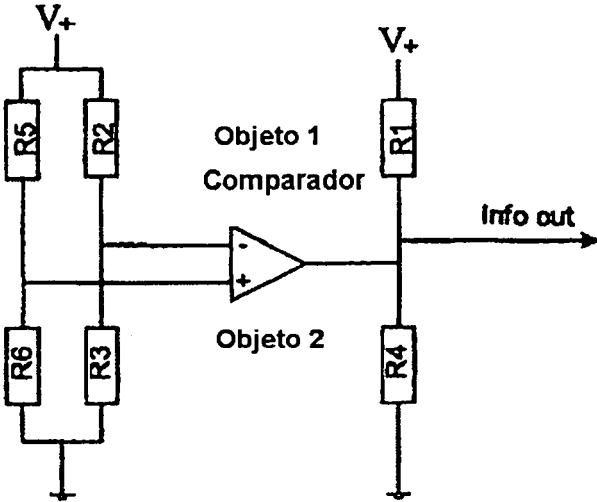 V+
V+
R5
R2
R1
Objeto 1
Comparador
Info out
-
+
Objeto 2
R6
R3
R4